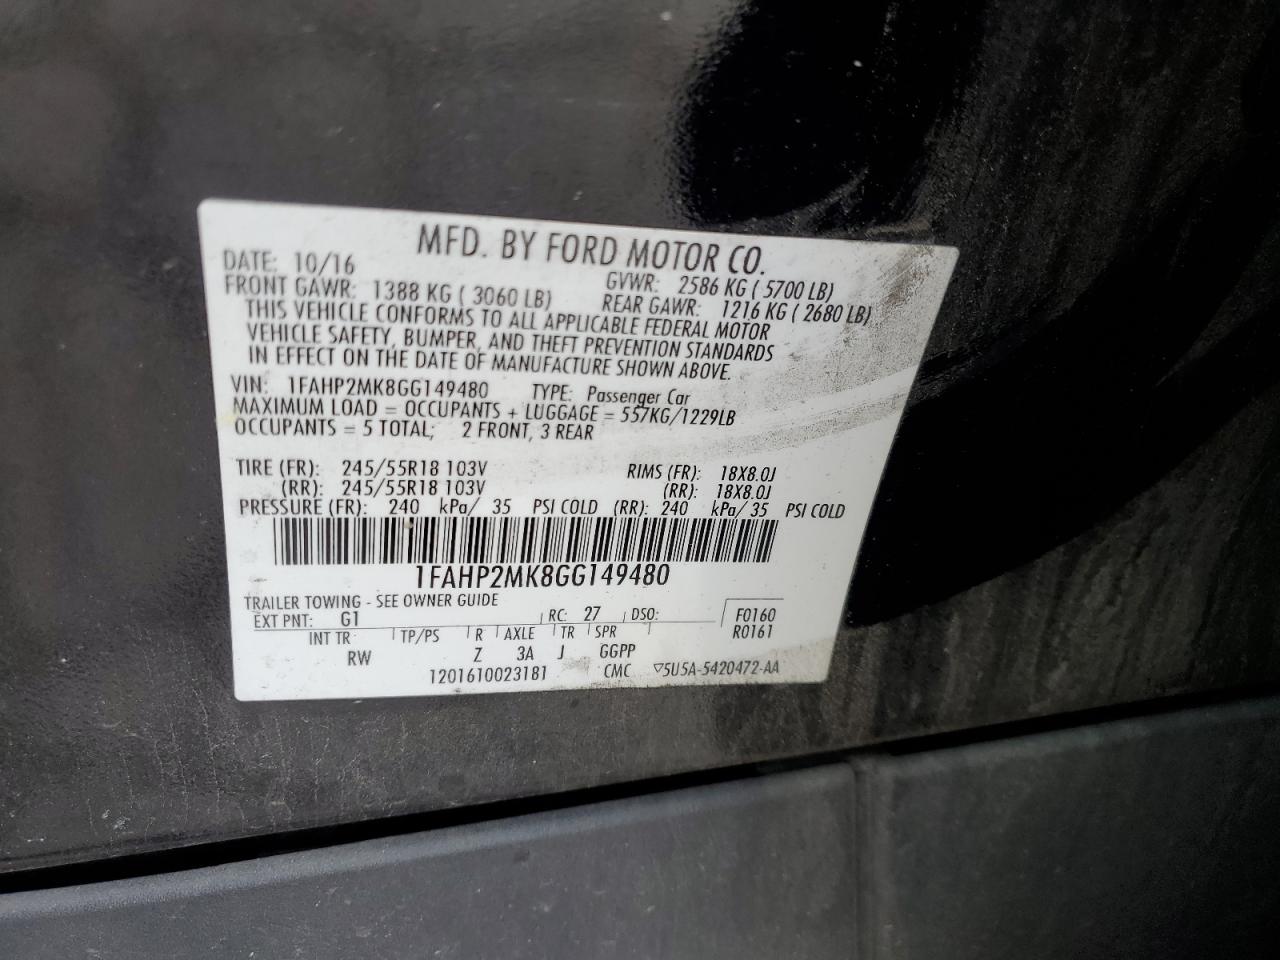 MFD. BY FORD MOTOR CO.
DATE: 10/16 GVWR: 2586 KG ( 5700 LB)
FRONT GAWR: 1388 KG ( 3060 LB) REAR GAWR: 1216 KG ( 2680 LB)
THIS VEHICLE CONFORMS TO ALL APPLICABLE FEDERAL MOTOR
VEHICLE SAFETY, BUMPER, AND THEFT PREVENTION STANDARDS
IN EFFECT ON THE DATE OF MANUFACTURE SHOWN ABOVE.
VIN: 1FAHP2MK8GG149480 TYPE: Passenger Car
MAXIMUM LOAD = OCCUPANTS + LUGGAGE = 557KG/1229LB
OCCUPANTS = 5 TOTAL; 2 FRONT, 3 REAR
TIRE (FR): 245/55R18 103V RIMS (FR): 18X8.0J
(RR): 245/55R18 103V (RR): 18X8.0J
PRESSURE (FR): 240 kPa/ 35 PSI COLD (RR): 240 kPa/ 35 PSI COLD
1FAHP2MK8GG149480
TRAILER TOWING - SEE OWNER GUIDE
EXT PNT: G1 RC: 27 DSO: F0160
INT TR TP/PS R AXLE TR SPR R0161
RW Z 3A J GGPP
1201610023181 CMC ▽5U5A-5420472-AA